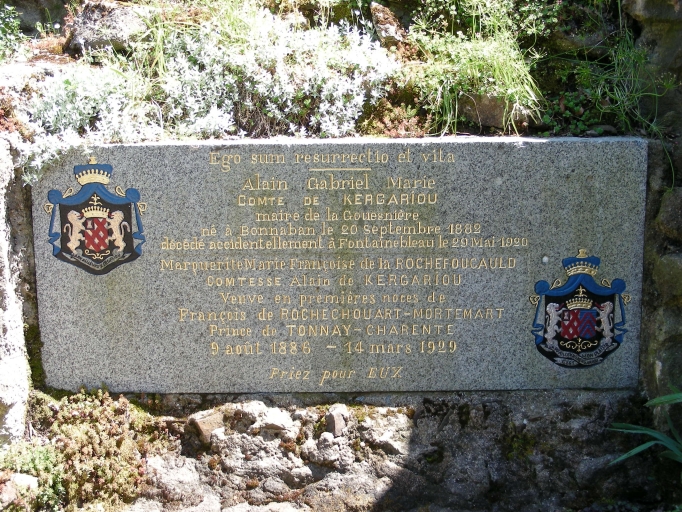 Ego sum resurrectio et vita
Alain Gabriel Marie
COMTE DE KERGARIOU
maire de la Gouesnière
né à Bonnaban le 20 Septembre 1882
décédé accidentellement à Fontainebleau le 29 Mai 1920
Marguerite Marie Françoise de la ROCHEFOUCAULD
COMTESSE Alain de KERGARIOU
Veuve en premières noces de
François de ROCHECHOUART-MORTEMART
Prince de TONNAY-CHARENTE
9 août 1886 - 14 mars 1929
Priez pour EUX